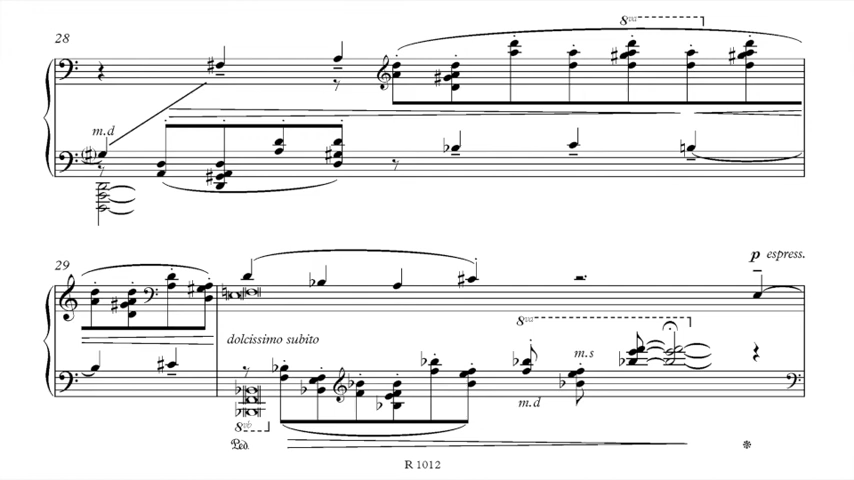 28
8va
m.d
29
p espress.
dolcissimo subito
8va
m.s
m.d
8vb
Ped.
R 1012